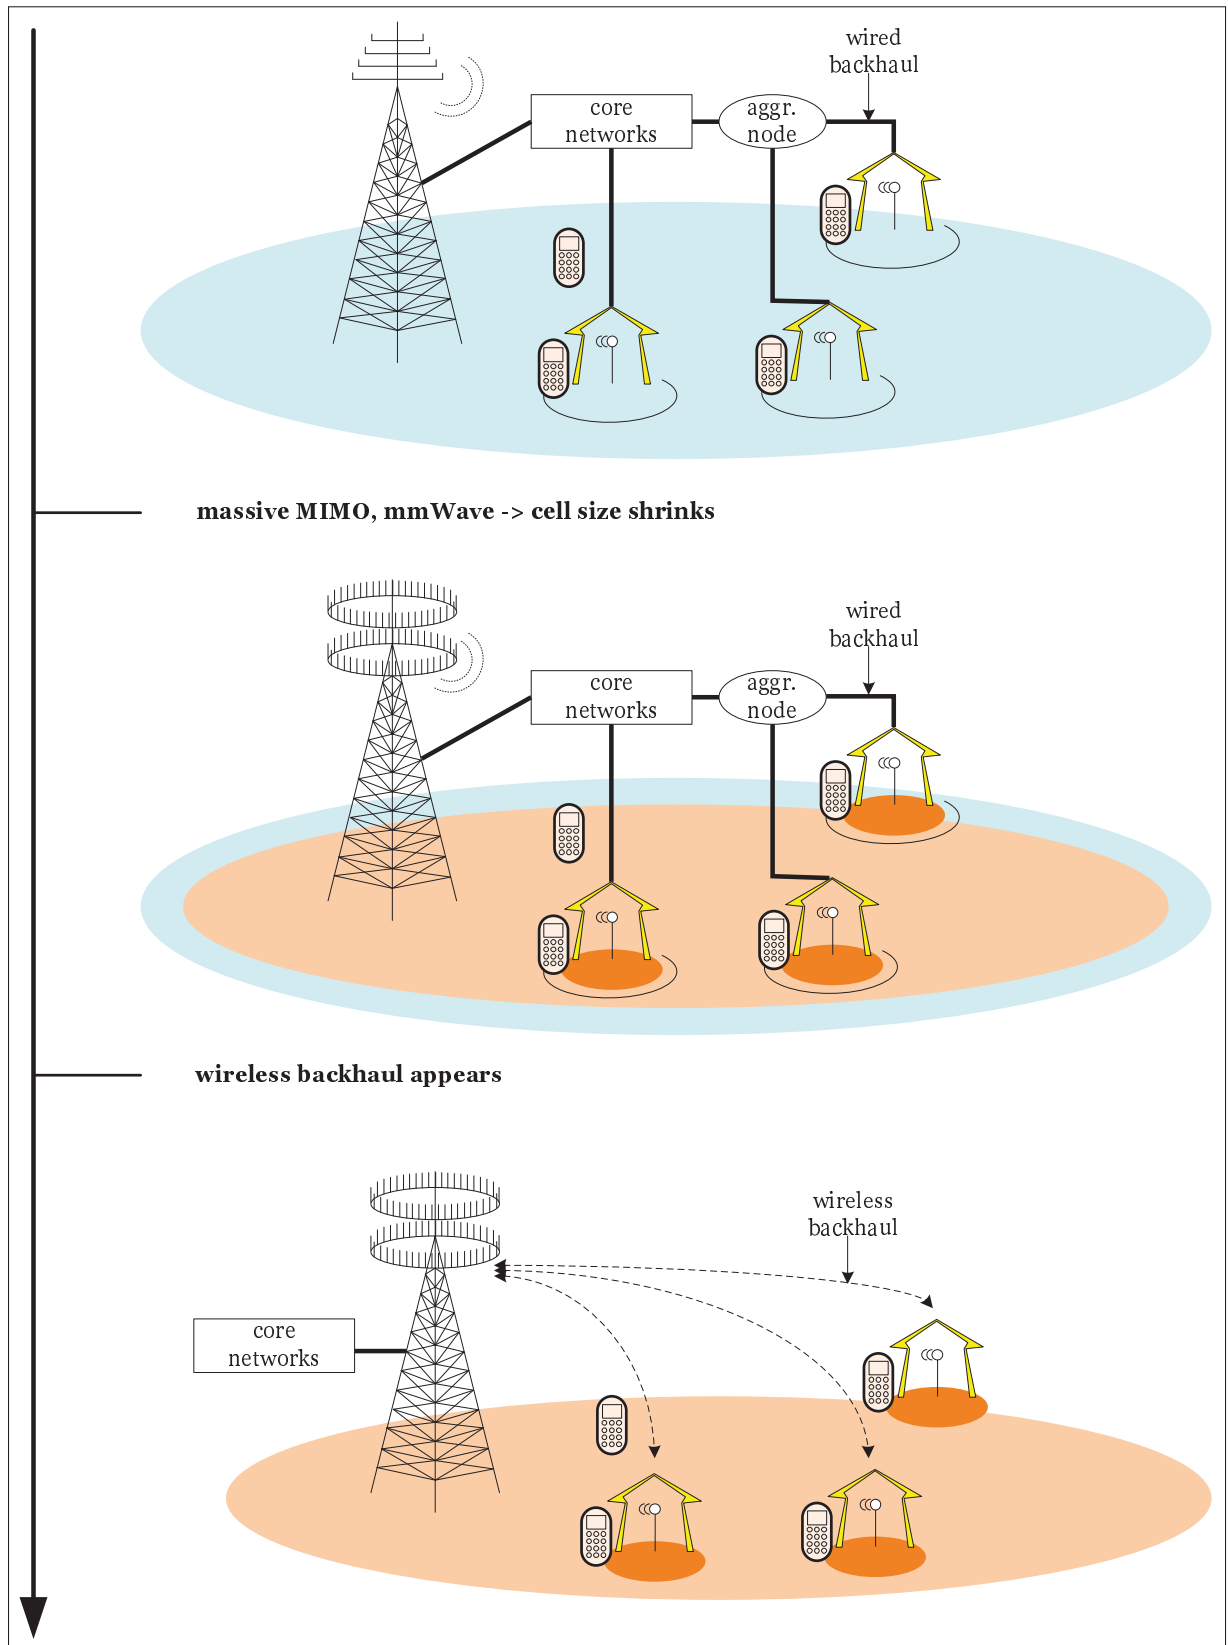 wired
backhaul
core
networks
aggr.
node
massive MIMO, mmWave -> cell size shrinks
wired
backhaul
core
networks
aggr.
node
wireless backhaul appears
wireless
backhaul
core
networks